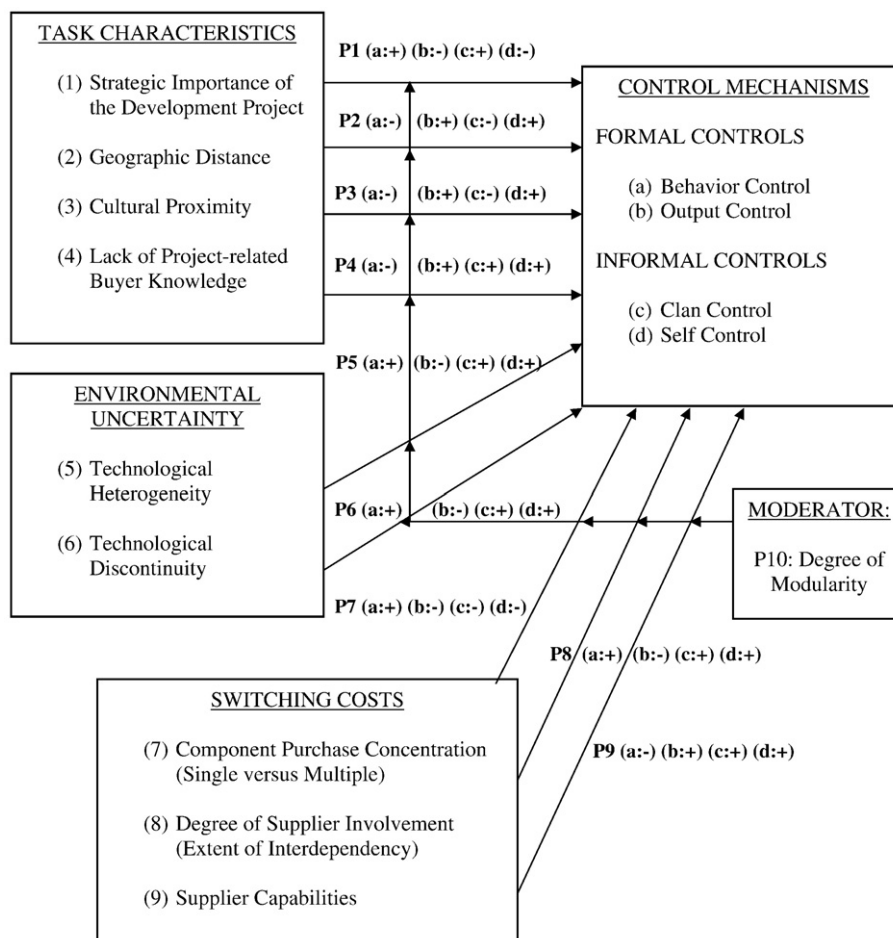 TASK CHARACTERISTICS
(1) Strategic Importance of
the Development Project
(2) Geographic Distance
(3) Cultural Proximity
(4) Lack of Project-related
Buyer Knowledge
P1 (a:+) (b:-) (c:+) (d:-)
P2 (a:-) (b:+) (c:-) (d:+)
P3 (a:-) (b:+) (c:-) (d:+)
P4 (a:-) (b:+) (c:+) (d:+)
P5 (a:+) (b:-) (c:+) (d:+)
CONTROL MECHANISMS
FORMAL CONTROLS
(a) Behavior Control
(b) Output Control
INFORMAL CONTROLS
(c) Clan Control
(d) Self Control
ENVIRONMENTAL
UNCERTAINTY
(5) Technological
Heterogeneity
(6) Technological
Discontinuity
P6 (a:+) (b:-) (c:+) (d:+)
P7 (a:+) (b:-) (c:-) (d:-)
MODERATOR:
P10: Degree of
Modularity
P8 (a:+) (b:-) (c:+) (d:+)
P9 (a:-) (b:+) (c:+) (d:+)
SWITCHING COSTS
(7) Component Purchase Concentration
(Single versus Multiple)
(8) Degree of Supplier Involvement
(Extent of Interdependency)
(9) Supplier Capabilities